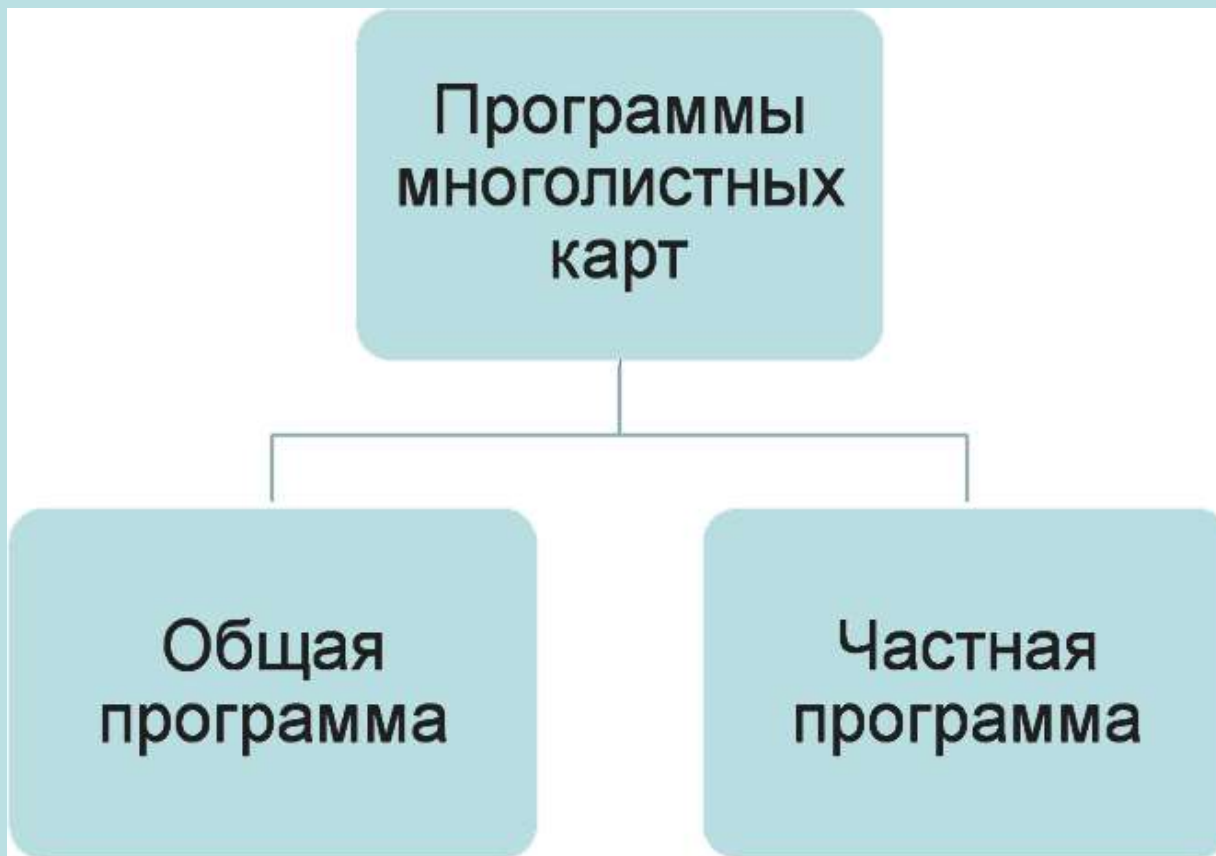 Программы
многолистных
карт
Общая
программа
Частная
программа